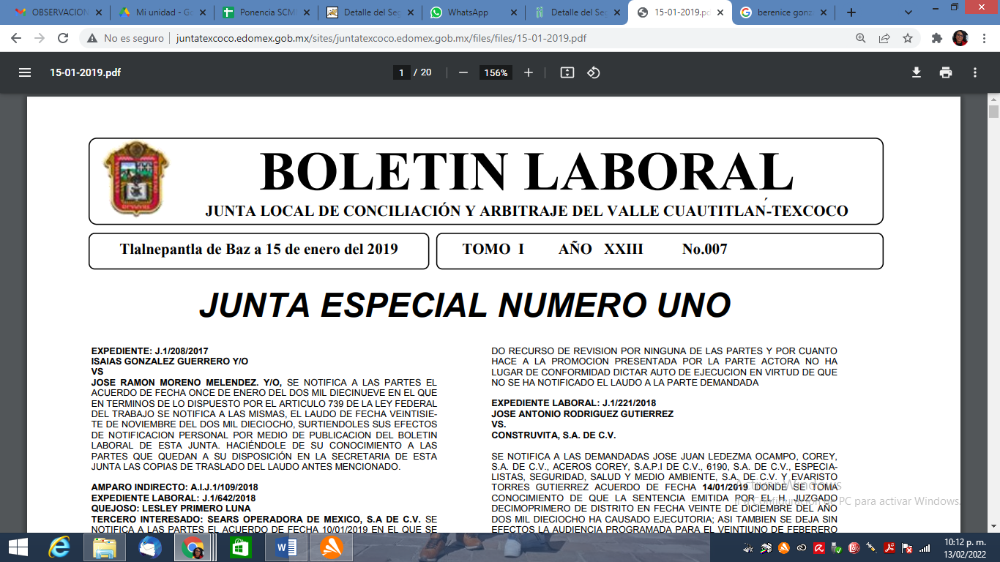 OBSERVACION
Mi unidad - Go
Ponencia SCM
Detalle del Seg
WhatsApp
Detalle del Seg
15-01-2019.pd
berenice gonz
No es seguro juntatexcoco.edomex.gob.mx/sites/juntatexcoco.edomex.gob.mx/files/files/15-01-2019.pdf
15-01-2019.pdf
1 / 20
156%
BOLETIN LABORAL
JUNTA LOCAL DE CONCILIACIÓN Y ARBITRAJE DEL VALLE CUAUTITLAN-TEXCOCO
Tlalnepantla de Baz a 15 de enero del 2019
TOMO I AÑO XXIII No.007
JUNTA ESPECIAL NUMERO UNO
EXPEDIENTE: J.1/208/2017
ISAIAS GONZALEZ GUERRERO Y/O
VS
JOSE RAMON MORENO MELENDEZ. Y/O, SE NOTIFICA A LAS PARTES EL
ACUERDO DE FECHA ONCE DE ENERO DEL DOS MIL DIECINUEVE EN EL QUE
EN TERMINOS DE LO DISPUESTO POR EL ARTICULO 739 DE LA LEY FEDERAL
DEL TRABAJO SE NOTIFICA A LAS MISMAS, EL LAUDO DE FECHA VEINTISIE-
TE DE NOVIEMBRE DEL DOS MIL DIECIOCHO, SURTIENDOLES SUS EFECTOS
DE NOTIFICACION PERSONAL POR MEDIO DE PUBLICACION DEL BOLETIN
LABORAL DE ESTA JUNTA. HACIÉNDOLE DE SU CONOCIMIENTO A LAS
PARTES QUE QUEDAN A SU DISPOSICIÓN EN LA SECRETARIA DE ESTA
JUNTA LAS COPIAS DE TRASLADO DEL LAUDO ANTES MENCIONADO.
AMPARO INDIRECTO: A.I.J.1/109/2018
EXPEDIENTE LABORAL: J.1/642/2018
QUEJOSO: LESLEY PRIMERO LUNA
TERCERO INTERESADO: SEARS OPERADORA DE MEXICO, S.A DE C.V. SE
NOTIFICA A LAS PARTES EL ACUERDO DE FECHA 10/01/2019 EN EL QUE SE
DO RECURSO DE REVISION POR NINGUNA DE LAS PARTES Y POR CUANTO
HACE A LA PROMOCION PRESENTADA POR LA PARTE ACTORA NO HA
LUGAR DE CONFORMIDAD DICTAR AUTO DE EJECUCION EN VIRTUD DE QUE
NO SE HA NOTIFICADO EL LAUDO A LA PARTE DEMANDADA
EXPEDIENTE LABORAL: J.1/221/2018
JOSE ANTONIO RODRIGUEZ GUTIERREZ
VS.
CONSTRUVITA, S.A. DE C.V.
SE NOTIFICA A LAS DEMANDADAS JOSE JUAN LEDEZMA OCAMPO, COREY,
S.A. DE C.V., ACEROS COREY, S.A.P.I DE C.V., 6190, S.A. DE C.V., ESPECIA-
LISTAS, SEGURIDAD, SALUD Y MEDIO AMBIENTE, S.A. DE C.V. Y EVARISTO
TORRES GUTIERREZ ACUERDO DE FECHA 14/01/2019 DONDE SE TOMA
CONOCIMIENTO DE QUE LA SENTENCIA EMITIDA POR EL H. JUZGADO
DECIMOPRIMERO DE DISTRITO EN FECHA VEINTE DE DICIEMBRE DEL AÑO
DOS MIL DIECIOCHO HA CAUSADO EJECUTORIA; ASI TAMBIEN SE DEJA SIN
EFECTOS LA AUDIENCIA PROGRAMADA PARA EL VEINTIUNO DE FEBERERO
Activar Windows
Ir a Configuración de PC para activar Windows.
10:12 p. m.
13/02/2022